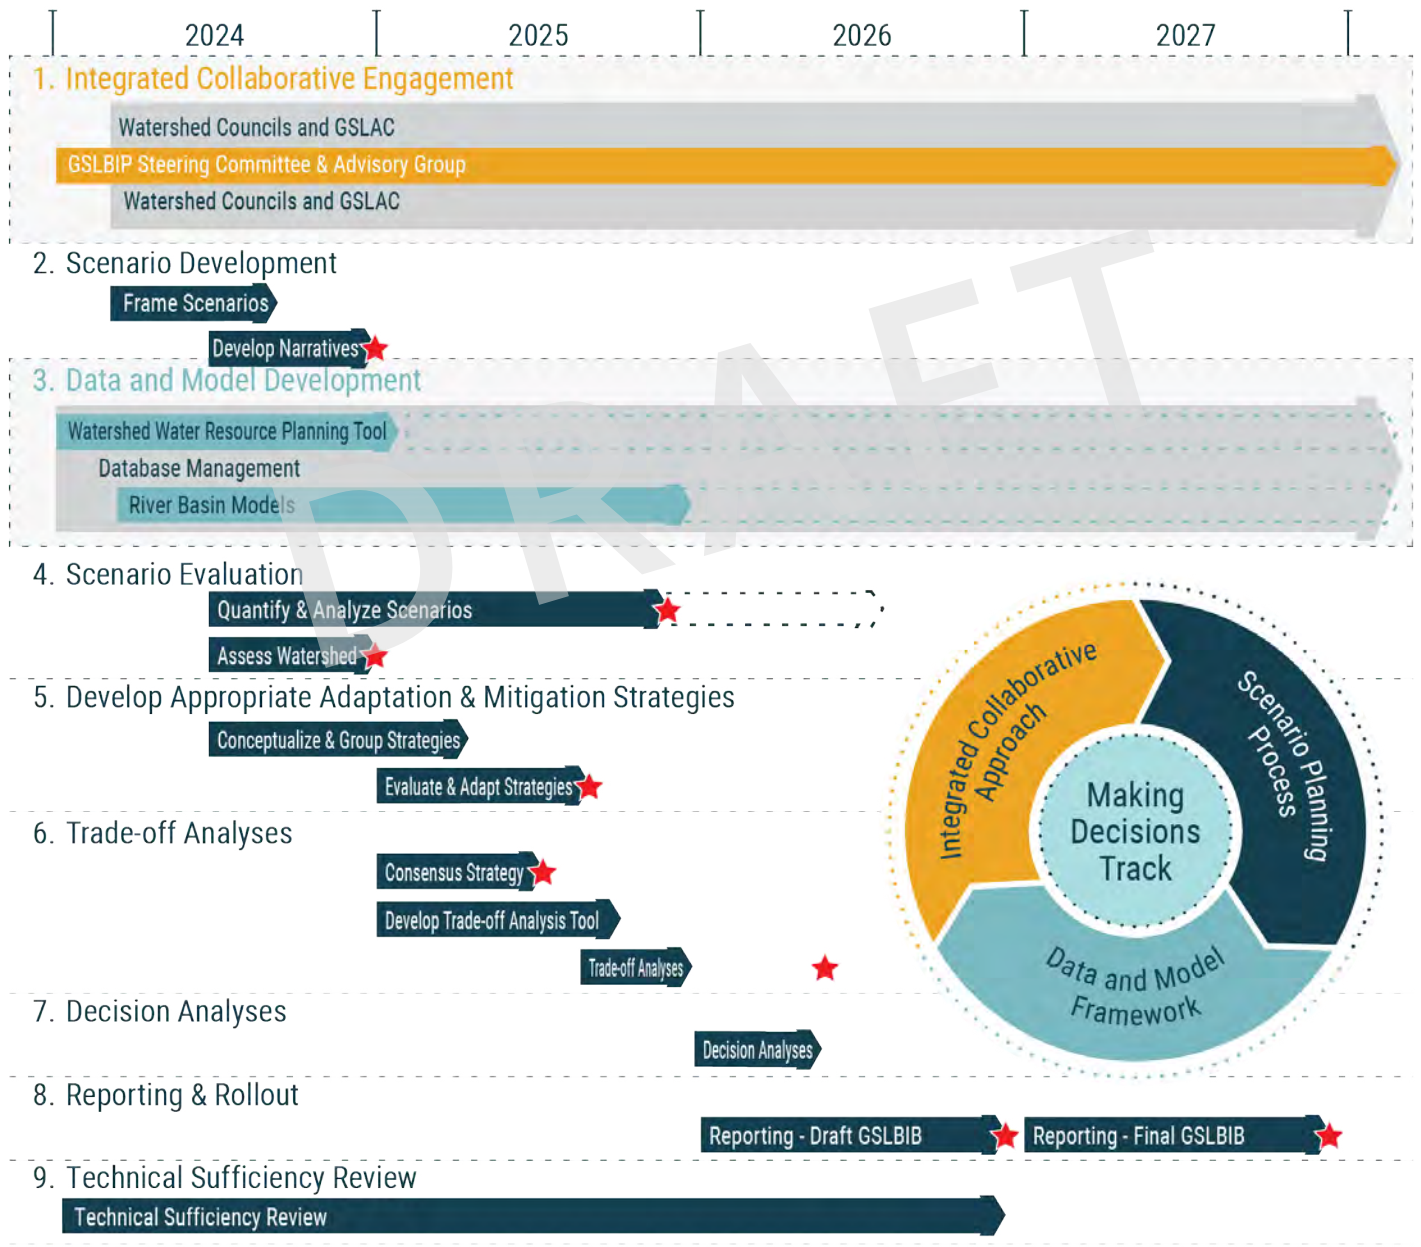 2024 2025 2026 2027
1. Integrated Collaborative Engagement
Watershed Councils and GSLAC
GSLBIP Steering Committee & Advisory Group
Watershed Councils and GSLAC
2. Scenario Development
Frame Scenarios
Develop Narratives
3. Data and Model Development
Watershed Water Resource Planning Tool
Database Management
River Basin Models
DRAFT
4. Scenario Evaluation
Quantify & Analyze Scenarios
Assess Watershed
5. Develop Appropriate Adaptation & Mitigation Strategies
Conceptualize & Group Strategies
Evaluate & Adapt Strategies
6. Trade-off Analyses
Consensus Strategy
Develop Trade-off Analysis Tool
Trade-off Analyses
7. Decision Analyses
Decision Analyses
8. Reporting & Rollout
Reporting - Draft GSLBIB
Reporting - Final GSLBIB
9. Technical Sufficiency Review
Technical Sufficiency Review
Integrated Collaborative
Approach
Scenario Planning
Process
Making
Decisions
Track
Data and Model
Framework